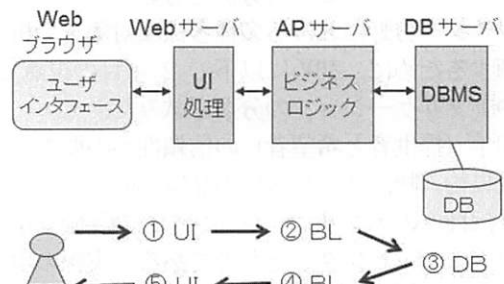 Web
ブラウザ
Webサーバ
APサーバ
DBサーバ
ユーザ
インタフェース
UI
処理
ビジネス
ロジック
DBMS
DB
① UI
② BL
③ DB
④ BL
⑤ UI